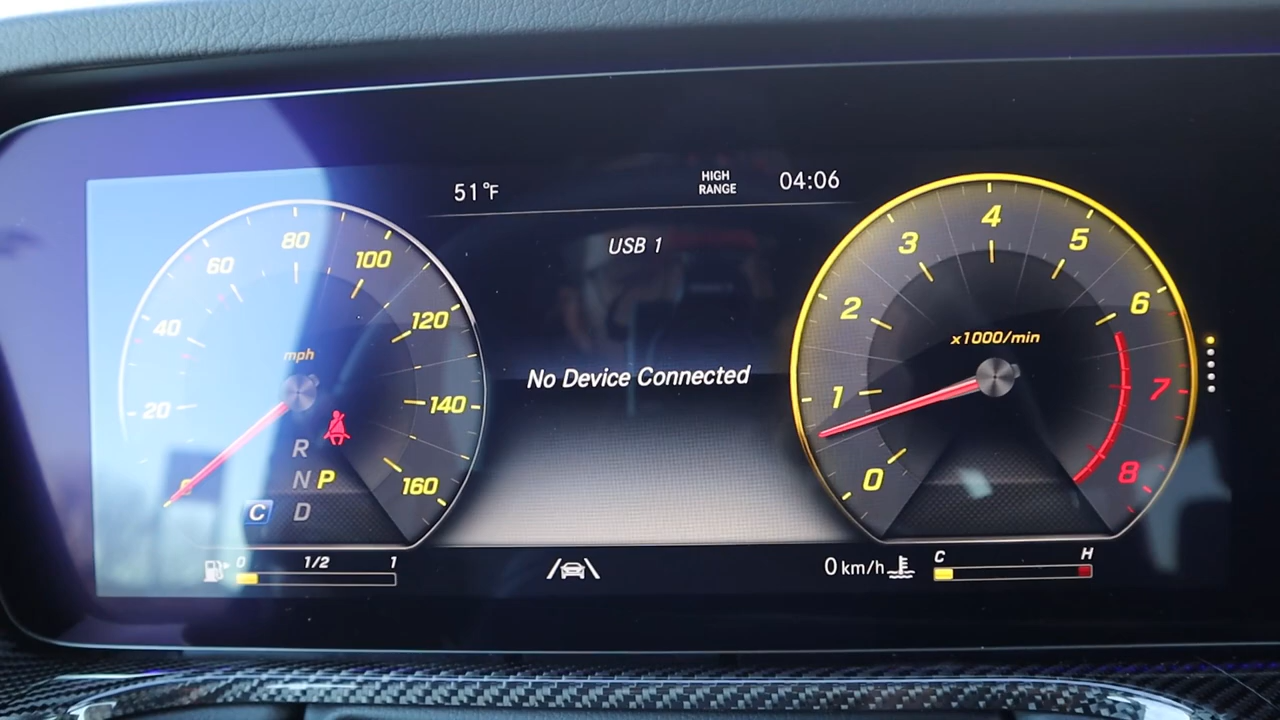 51°F
HIGH
RANGE
04:06
USB 1
No Device Connected
0
20
40
60
80
100
120
140
160
mph
R
N P
C D
0
1
2
3
4
5
6
7
8
x1000/min
0 1/2 1
0 km/h
C H